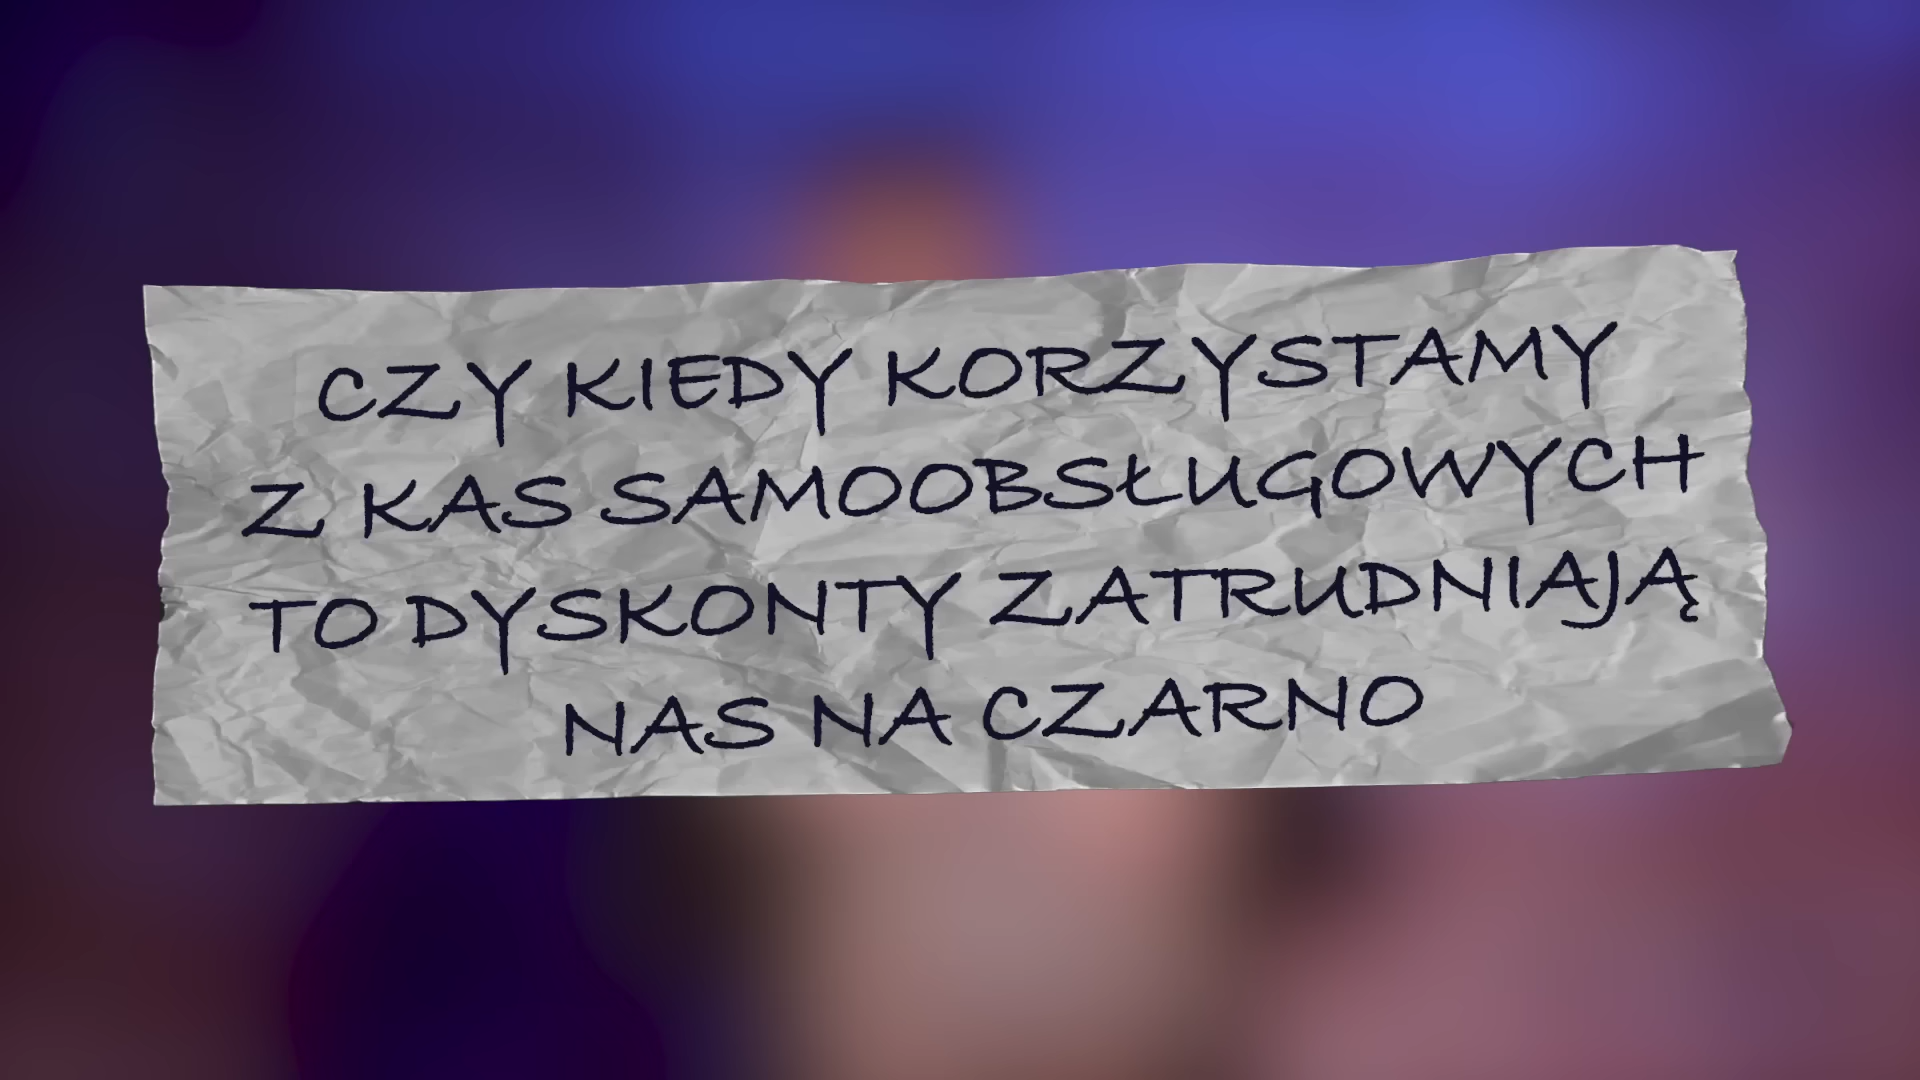 CZY KIEDY KORZYSTAMY
Z KAS SAMOOBSŁUGOWYCH
TO DYSKONTY ZATRUDNIAJĄ
NAS NA CZARNO